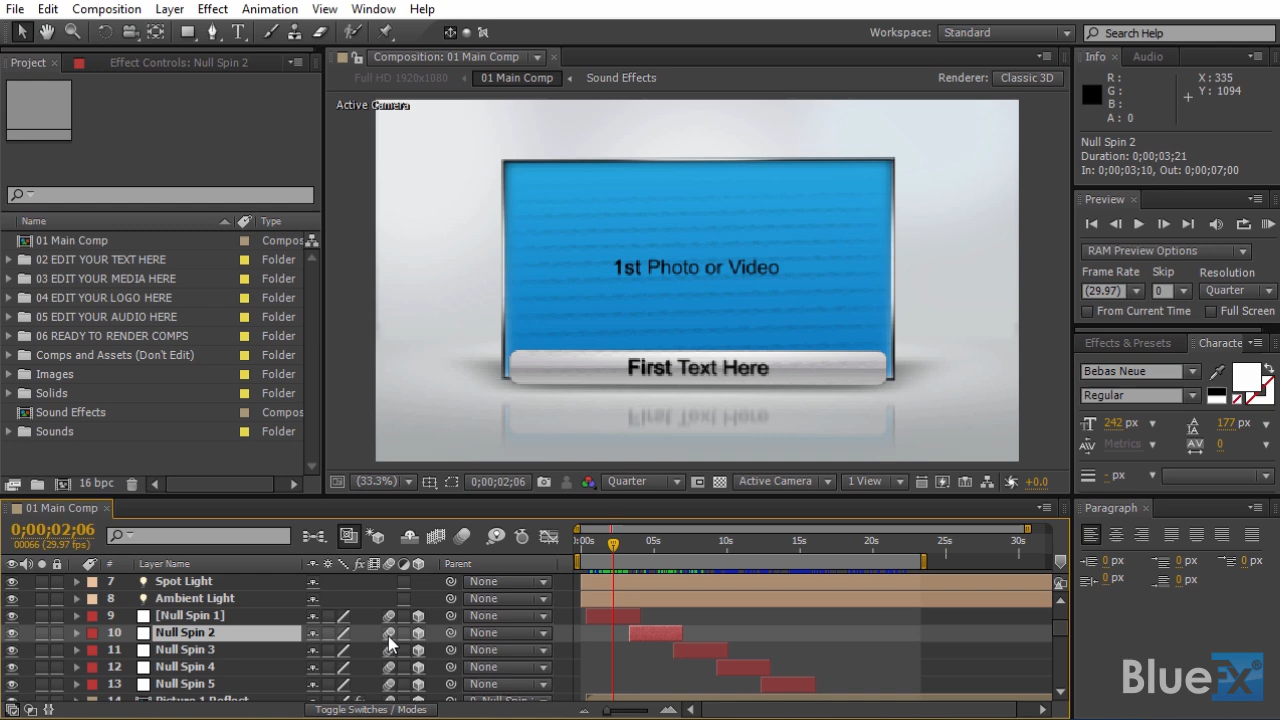 File Edit Composition Layer Effect Animation View Window Help
Workspace: Standard Search Help
Project Effect Controls: Null Spin 2
Composition: 01 Main Comp
Info Audio
Full HD 1920x1080 01 Main Comp Sound Effects Renderer: Classic 3D
R: X : 335
G: Y : 1094
B:
A : 0
Active Camera
Null Spin 2
Duration: 0;00;03;21
In: 0;00;03;10, Out: 0;00;07;00
Preview
Name Type
01 Main Comp Compos
02 EDIT YOUR TEXT HERE Folder
03 EDIT YOUR MEDIA HERE Folder
04 EDIT YOUR LOGO HERE Folder
05 EDIT YOUR AUDIO HERE Folder
06 READY TO RENDER COMPS Folder
Comps and Assets (Don't Edit) Folder
Images Folder
Solids Folder
Sound Effects Compos
Sounds Folder
16 bpc
1st Photo or Video
First Text Here
First Text Here
(33.3%) 0;00;02;06 Quarter Active Camera 1 View +0.0
RAM Preview Options
Frame Rate Skip Resolution
(29.97) 0 Quarter
From Current Time Full Screen
Effects & Presets Characte
Bebas Neue
Regular
242 px 177 px
Metrics 0
- px
Paragraph
0 px 0 px 0 px
0 px 0 px
01 Main Comp
0;00;02;06
00066 (29.97 fps)
:00s 05s 10s 15s 20s 25s 30s
# Layer Name Parent
7 Spot Light None
8 Ambient Light None
9 [Null Spin 1] None
10 Null Spin 2 None
11 Null Spin 3 None
12 Null Spin 4 None
13 Null Spin 5 None
14 Picture 1 Reflect
Toggle Switches / Modes
BlueFX